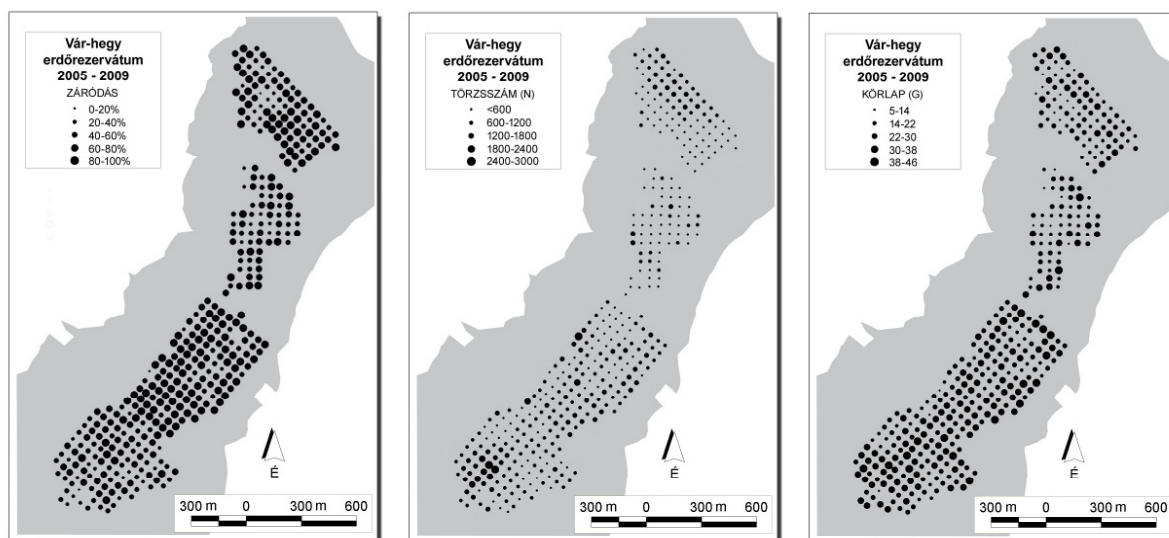 Vár-hegy
erdőrezervátum
2005 - 2009
ZÁRÓDÁS
0-20%
20-40%
40-60%
60-80%
80-100%
É
300 m 0 300 m 600
Vár-hegy
erdőrezervátum
2005 - 2009
TÖRZSSZÁM (N)
<600
600-1200
1200-1800
1800-2400
2400-3000
É
300 m 0 300 m 600
Vár-hegy
erdőrezervátum
2005 - 2009
KÖRLAP (G)
5-14
14-22
22-30
30-38
38-46
É
300 m 0 300 m 600